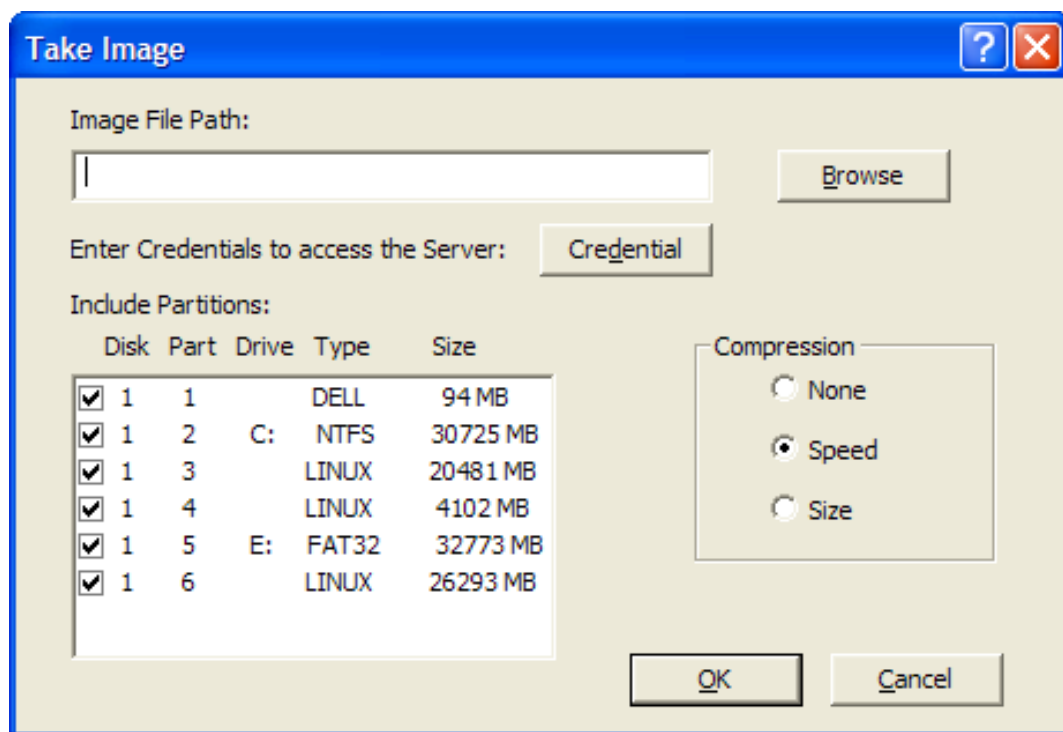 Take Image
Image File Path:
Browse
Enter Credentials to access the Server: Credential
Include Partitions:
Disk Part Drive Type Size
1 1 DELL 94 MB
1 2 C: NTFS 30725 MB
1 3 LINUX 20481 MB
1 4 LINUX 4102 MB
1 5 E: FAT32 32773 MB
1 6 LINUX 26293 MB
Compression
None
Speed
Size
OK Cancel